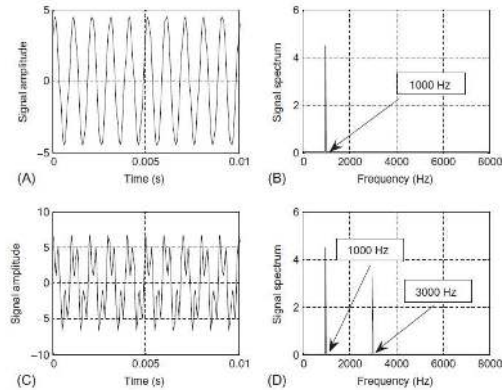 5
0
−5
0
0.005
0.01
Signal amplitude
Time (s)
(A)
6
4
2
0
0
2000
4000
6000
8000
Signal spectrum
Frequency (Hz)
1000 Hz
(B)
10
5
0
−5
−10
0
0.005
0.01
Signal amplitude
Time (s)
(C)
6
4
2
0
0
2000
4000
6000
8000
Signal spectrum
Frequency (Hz)
1000 Hz
3000 Hz
(D)